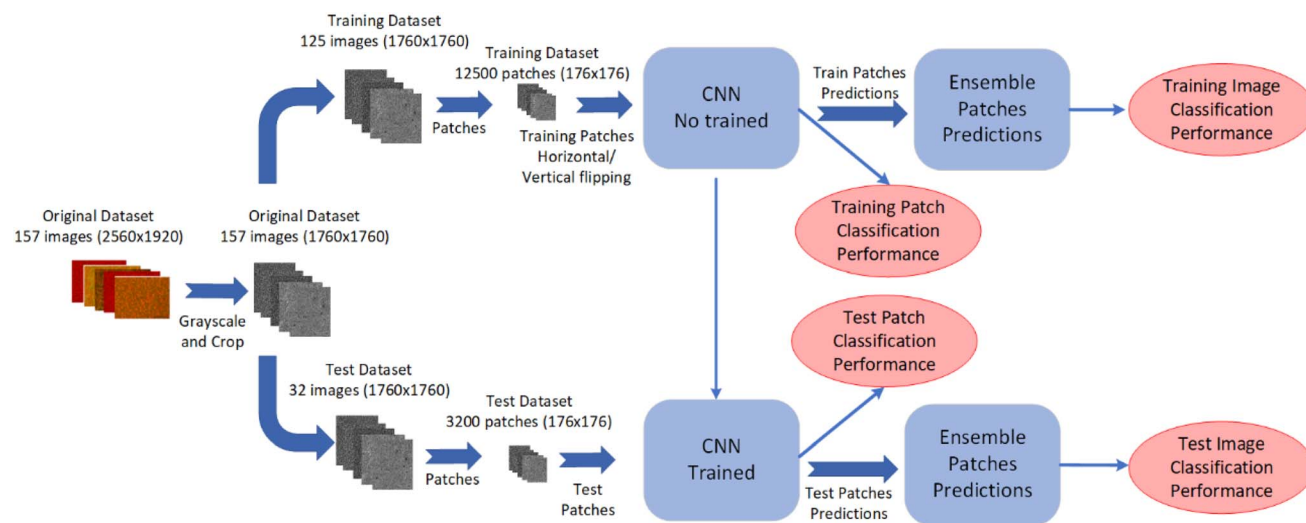 Training Dataset
125 images (1760x1760)
Training Dataset
12500 patches (176x176)
Patches
Training Patches
Horizontal/
Vertical flipping
CNN
No trained
Train Patches
Predictions
Ensemble
Patches
Predictions
Training Image
Classification
Performance
Training Patch
Classification
Performance
Original Dataset
157 images (2560x1920)
Grayscale
and Crop
Original Dataset
157 images (1760x1760)
Test Dataset
32 images (1760x1760)
Patches
Test Dataset
3200 patches (176x176)
Test
Patches
CNN
Trained
Test Patch
Classification
Performance
Test Patches
Predictions
Ensemble
Patches
Predictions
Test Image
Classification
Performance